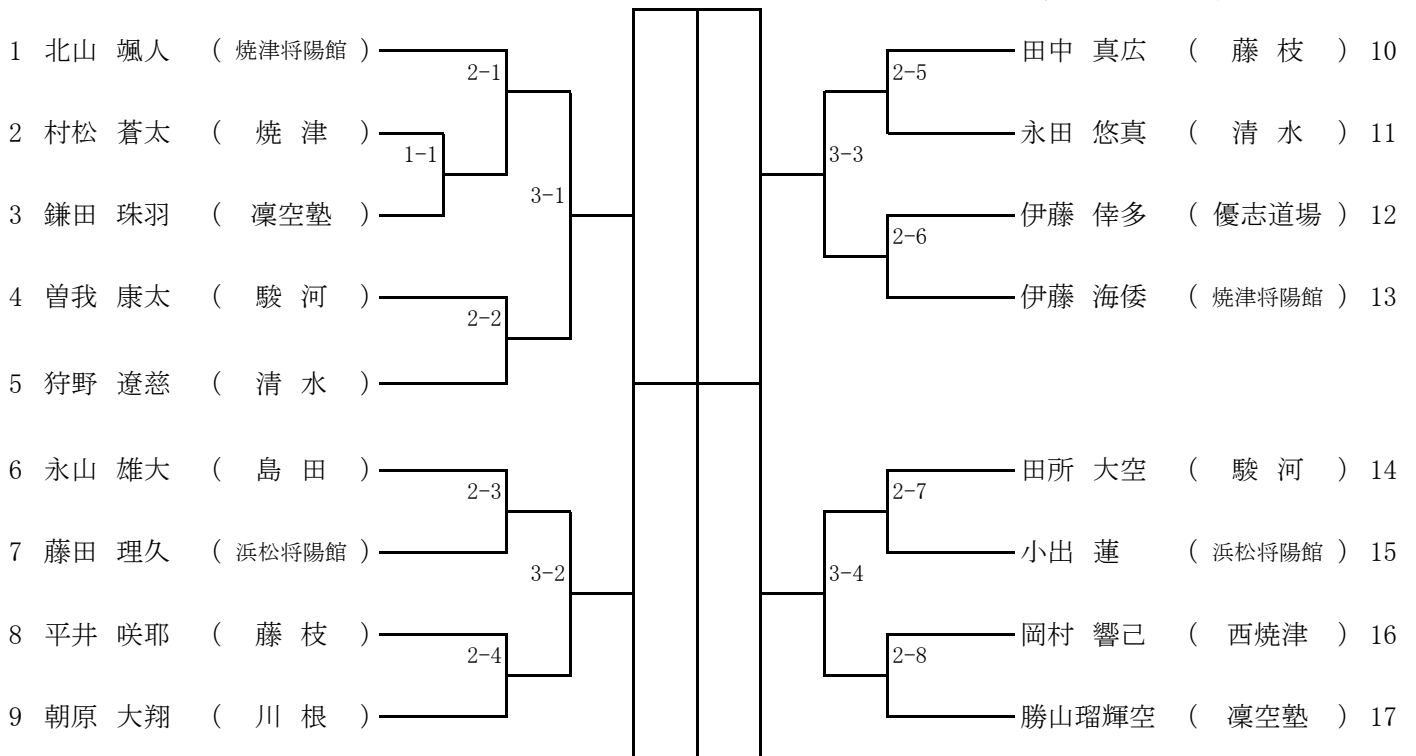 1 北山 颯人 ( 焼津将陽館 )
2-1
2 村松 蒼太 ( 焼 津 )
1-1
3 鎌田 珠羽 ( 凜空塾 )
3-1
4 曽我 康太 ( 駿 河 )
2-2
5 狩野 遼慈 ( 清 水 )
6 永山 雄大 ( 島 田 )
2-3
7 藤田 理久 ( 浜松将陽館 )
3-2
8 平井 咲耶 ( 藤 枝 )
2-4
9 朝原 大翔 ( 川 根 )
田中 真広 ( 藤 枝 ) 10
2-5
永田 悠真 ( 清 水 ) 11
3-3
伊藤 倖多 ( 優志道場 ) 12
2-6
伊藤 海倭 ( 焼津将陽館 ) 13
田所 大空 ( 駿 河 ) 14
2-7
小出 蓮 ( 浜松将陽館 ) 15
3-4
岡村 響己 ( 西焼津 ) 16
2-8
勝山瑠輝空 ( 凜空塾 ) 17